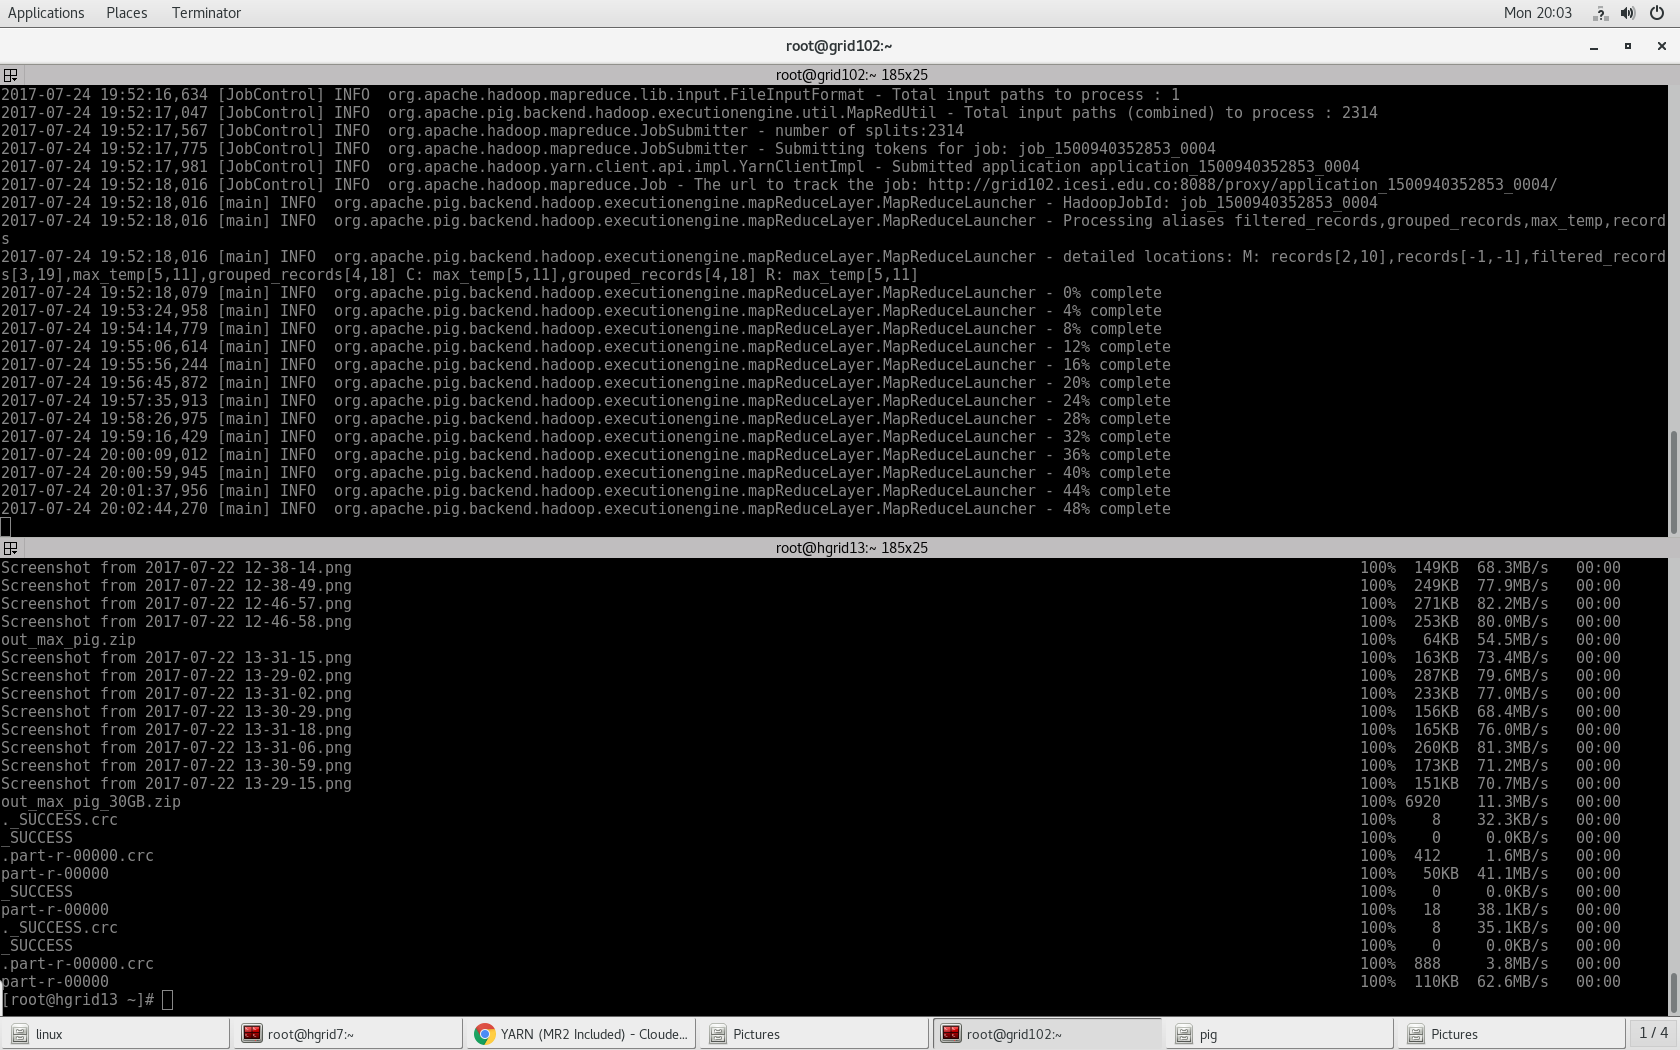 Applications Places Terminator Mon 20:03
root@grid102:~
root@grid102:~ 185x25
2017-07-24 19:52:16,634 [JobControl] INFO  org.apache.hadoop.mapreduce.lib.input.FileInputFormat - Total input paths to process : 1
2017-07-24 19:52:17,047 [JobControl] INFO  org.apache.pig.backend.hadoop.executionengine.util.MapRedUtil - Total input paths (combined) to process : 2314
2017-07-24 19:52:17,567 [JobControl] INFO  org.apache.hadoop.mapreduce.JobSubmitter - number of splits:2314
2017-07-24 19:52:17,775 [JobControl] INFO  org.apache.hadoop.mapreduce.JobSubmitter - Submitting tokens for job: job_1500940352853_0004
2017-07-24 19:52:17,981 [JobControl] INFO  org.apache.hadoop.yarn.client.api.impl.YarnClientImpl - Submitted application application_1500940352853_0004
2017-07-24 19:52:18,016 [JobControl] INFO  org.apache.hadoop.mapreduce.Job - The url to track the job: http://grid102.icesi.edu.co:8088/proxy/application_1500940352853_0004/
2017-07-24 19:52:18,016 [main] INFO  org.apache.pig.backend.hadoop.executionengine.mapReduceLayer.MapReduceLauncher - HadoopJobId: job_1500940352853_0004
2017-07-24 19:52:18,016 [main] INFO  org.apache.pig.backend.hadoop.executionengine.mapReduceLayer.MapReduceLauncher - Processing aliases filtered_records,grouped_records,max_temp,record
s
2017-07-24 19:52:18,016 [main] INFO  org.apache.pig.backend.hadoop.executionengine.mapReduceLayer.MapReduceLauncher - detailed locations: M: records[2,10],records[-1,-1],filtered_record
s[3,19],max_temp[5,11],grouped_records[4,18] C: max_temp[5,11],grouped_records[4,18] R: max_temp[5,11]
2017-07-24 19:52:18,079 [main] INFO  org.apache.pig.backend.hadoop.executionengine.mapReduceLayer.MapReduceLauncher - 0% complete
2017-07-24 19:53:24,958 [main] INFO  org.apache.pig.backend.hadoop.executionengine.mapReduceLayer.MapReduceLauncher - 4% complete
2017-07-24 19:54:14,779 [main] INFO  org.apache.pig.backend.hadoop.executionengine.mapReduceLayer.MapReduceLauncher - 8% complete
2017-07-24 19:55:06,614 [main] INFO  org.apache.pig.backend.hadoop.executionengine.mapReduceLayer.MapReduceLauncher - 12% complete
2017-07-24 19:55:56,244 [main] INFO  org.apache.pig.backend.hadoop.executionengine.mapReduceLayer.MapReduceLauncher - 16% complete
2017-07-24 19:56:45,872 [main] INFO  org.apache.pig.backend.hadoop.executionengine.mapReduceLayer.MapReduceLauncher - 20% complete
2017-07-24 19:57:35,913 [main] INFO  org.apache.pig.backend.hadoop.executionengine.mapReduceLayer.MapReduceLauncher - 24% complete
2017-07-24 19:58:26,975 [main] INFO  org.apache.pig.backend.hadoop.executionengine.mapReduceLayer.MapReduceLauncher - 28% complete
2017-07-24 19:59:16,429 [main] INFO  org.apache.pig.backend.hadoop.executionengine.mapReduceLayer.MapReduceLauncher - 32% complete
2017-07-24 20:00:09,012 [main] INFO  org.apache.pig.backend.hadoop.executionengine.mapReduceLayer.MapReduceLauncher - 36% complete
2017-07-24 20:00:59,945 [main] INFO  org.apache.pig.backend.hadoop.executionengine.mapReduceLayer.MapReduceLauncher - 40% complete
2017-07-24 20:01:37,956 [main] INFO  org.apache.pig.backend.hadoop.executionengine.mapReduceLayer.MapReduceLauncher - 44% complete
2017-07-24 20:02:44,270 [main] INFO  org.apache.pig.backend.hadoop.executionengine.mapReduceLayer.MapReduceLauncher - 48% complete
root@hgrid13:~ 185x25
Screenshot from 2017-07-22 12-38-14.png 100% 149KB 68.3MB/s 00:00
Screenshot from 2017-07-22 12-38-49.png 100% 249KB 77.9MB/s 00:00
Screenshot from 2017-07-22 12-46-57.png 100% 271KB 82.2MB/s 00:00
Screenshot from 2017-07-22 12-46-58.png 100% 253KB 80.0MB/s 00:00
out_max_pig.zip 100% 64KB 54.5MB/s 00:00
Screenshot from 2017-07-22 13-31-15.png 100% 163KB 73.4MB/s 00:00
Screenshot from 2017-07-22 13-29-02.png 100% 287KB 79.6MB/s 00:00
Screenshot from 2017-07-22 13-31-02.png 100% 233KB 77.0MB/s 00:00
Screenshot from 2017-07-22 13-30-29.png 100% 156KB 68.4MB/s 00:00
Screenshot from 2017-07-22 13-31-18.png 100% 165KB 76.0MB/s 00:00
Screenshot from 2017-07-22 13-31-06.png 100% 260KB 81.3MB/s 00:00
Screenshot from 2017-07-22 13-30-59.png 100% 173KB 71.2MB/s 00:00
Screenshot from 2017-07-22 13-29-15.png 100% 151KB 70.7MB/s 00:00
out_max_pig_30GB.zip 100% 6920 11.3MB/s 00:00
._SUCCESS.crc 100% 8 32.3KB/s 00:00
_SUCCESS 100% 0 0.0KB/s 00:00
.part-r-00000.crc 100% 412 1.6MB/s 00:00
part-r-00000 100% 50KB 41.1MB/s 00:00
_SUCCESS 100% 0 0.0KB/s 00:00
part-r-00000 100% 18 38.1KB/s 00:00
._SUCCESS.crc 100% 8 35.1KB/s 00:00
_SUCCESS 100% 0 0.0KB/s 00:00
.part-r-00000.crc 100% 888 3.8MB/s 00:00
part-r-00000 100% 110KB 62.6MB/s 00:00
[root@hgrid13 ~]#
linux root@hgrid7:~ YARN (MR2 Included) - Cloude... Pictures root@grid102:~ pig Pictures 1 / 4